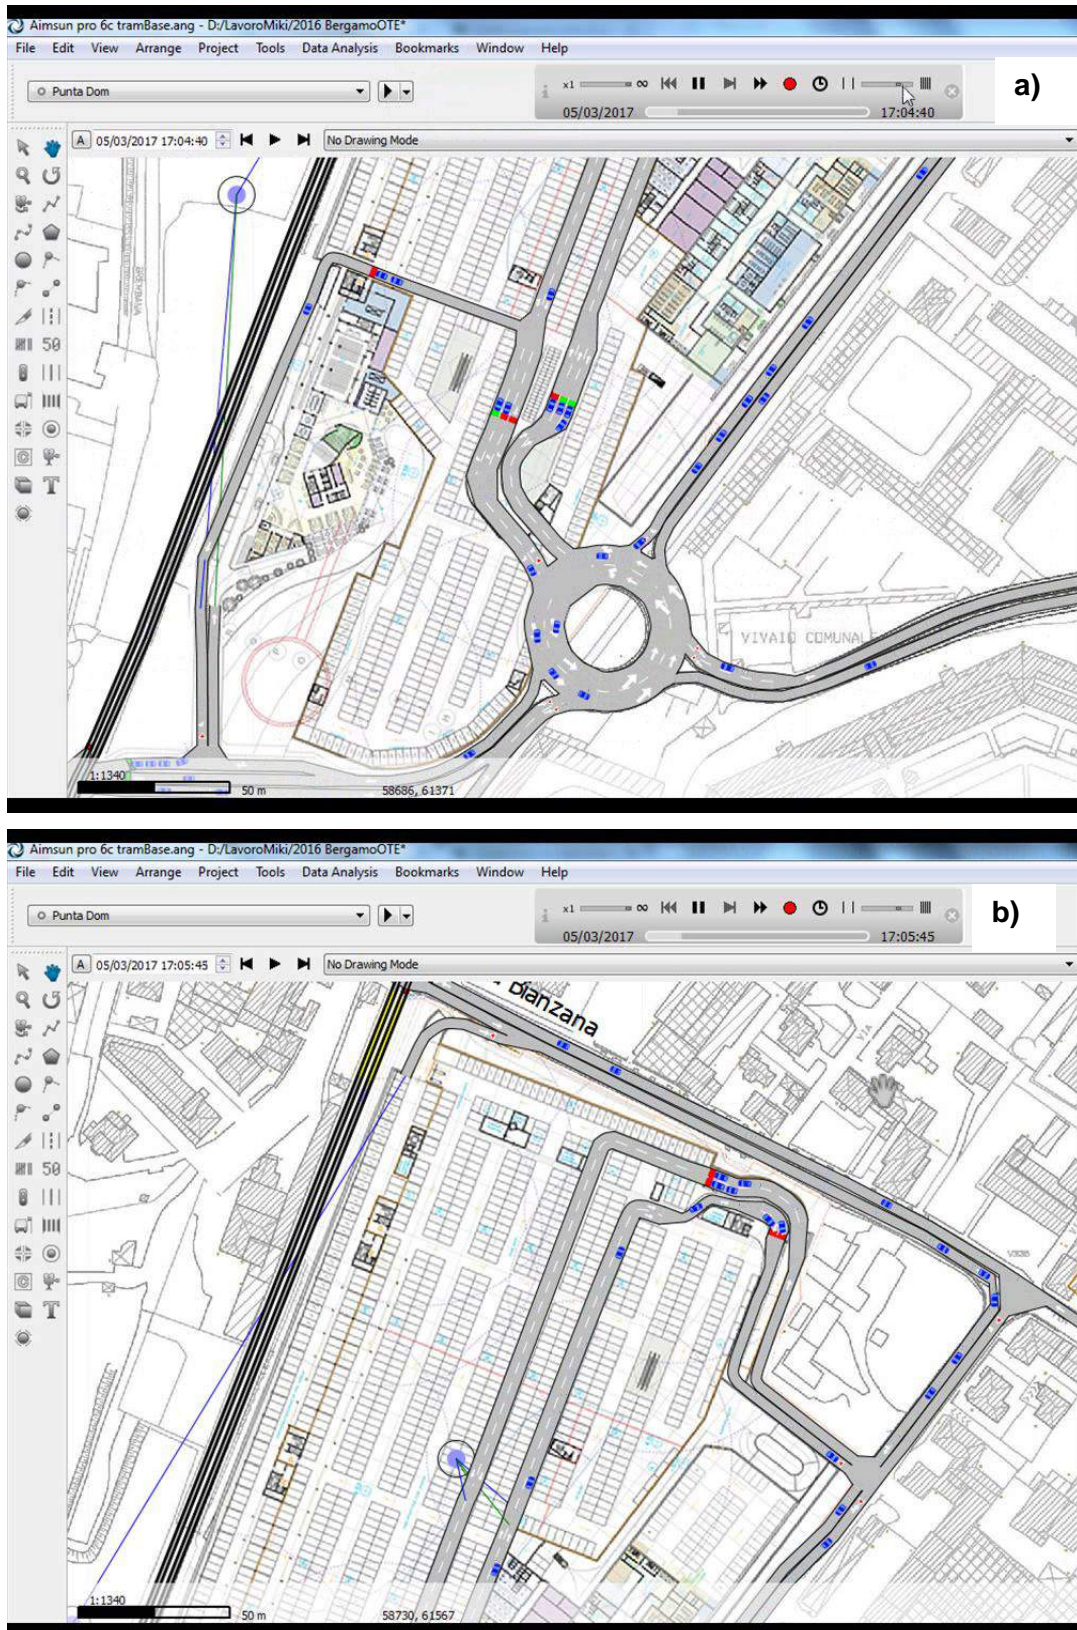 Aimsun pro 6c tramBase.ang - D:/LavoroMiki/2016 BergamoOTE*
File Edit View Arrange Project Tools Data Analysis Bookmarks Window Help
a)
Punta Dom
x1 ∞
05/03/2017 17:04:40
A 05/03/2017 17:04:40 No Drawing Mode
50
T
VIVAIO COMUNALE
1:1340
50 m
58686, 61371
Aimsun pro 6c tramBase.ang - D:/LavoroMiki/2016 BergamoOTE*
File Edit View Arrange Project Tools Data Analysis Bookmarks Window Help
b)
Punta Dom
x1 ∞
05/03/2017 17:05:45
A 05/03/2017 17:05:45 No Drawing Mode
Bianzana
VIA
50
T
1:1340
50 m
58730, 61567